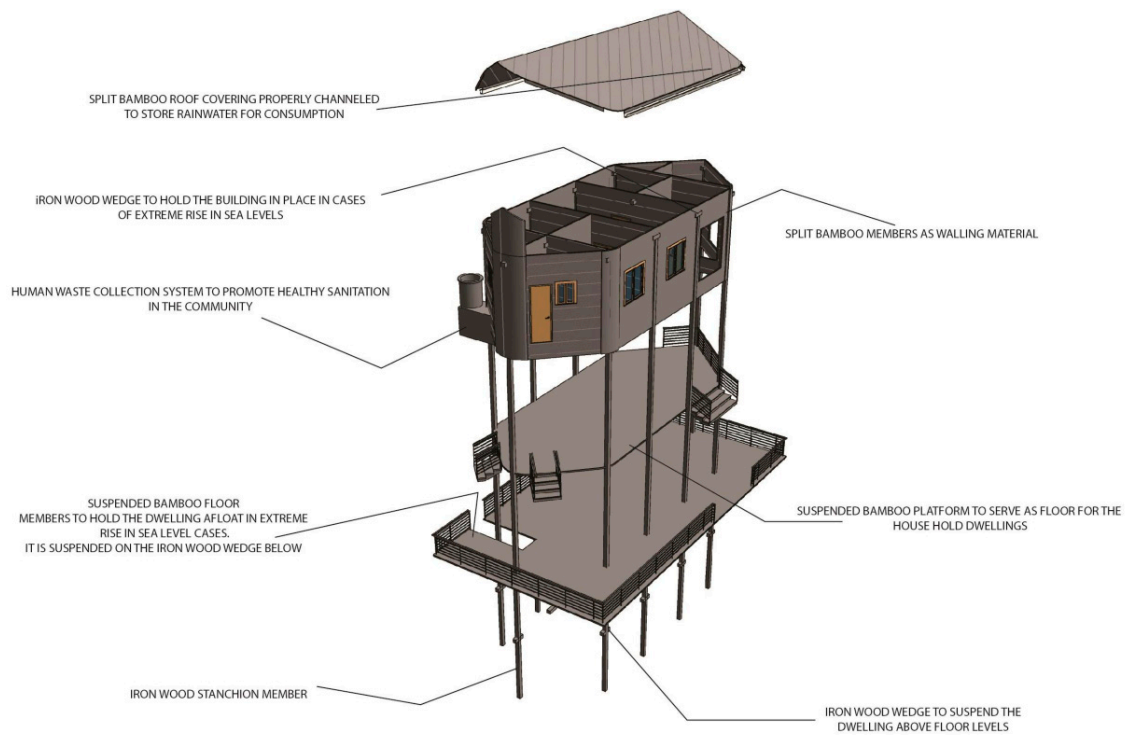 SPLIT BAMBOO ROOF COVERING PROPERLY CHANNELED
TO STORE RAINWATER FOR CONSUMPTION
iRON WOOD WEDGE TO HOLD THE BUILDING IN PLACE IN CASES
OF EXTREME RISE IN SEA LEVELS
SPLIT BAMBOO MEMBERS AS WALLING MATERIAL
HUMAN WASTE COLLECTION SYSTEM TO PROMOTE HEALTHY SANITATION
IN THE COMMUNITY
SUSPENDED BAMBOO FLOOR
MEMBERS TO HOLD THE DWELLING AFLOAT IN EXTREME
RISE IN SEA LEVEL CASES.
IT IS SUSPENDED ON THE IRON WOOD WEDGE BELOW
SUSPENDED BAMBOO PLATFORM TO SERVE AS FLOOR FOR THE
HOUSE HOLD DWELLINGS
IRON WOOD STANCHION MEMBER
IRON WOOD WEDGE TO SUSPEND THE
DWELLING ABOVE FLOOR LEVELS